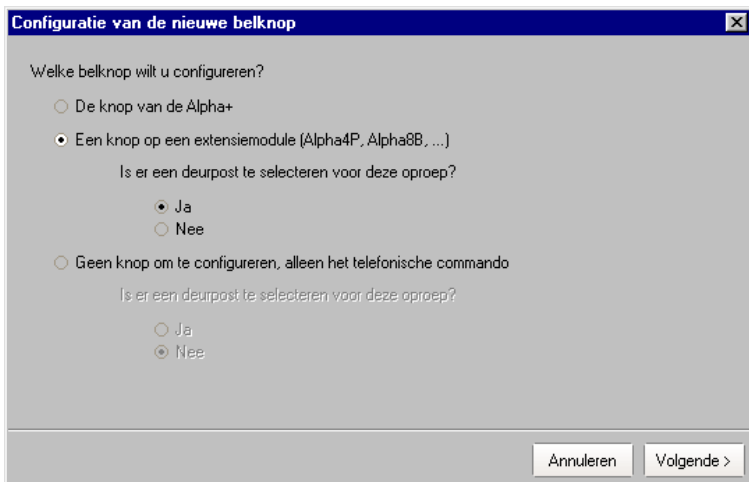 Configuratie van de nieuwe belknop
Welke belknop wilt u configureren?
De knop van de Alpha+
Een knop op een extensiemodule (Alpha4P, Alpha8B, ...)
Is er een deurpost te selecteren voor deze oproep?
Ja
Nee
Geen knop om te configureren, alleen het telefonische commando
Is er een deurpost te selecteren voor deze oproep?
Ja
Nee
Annuleren
Volgende >